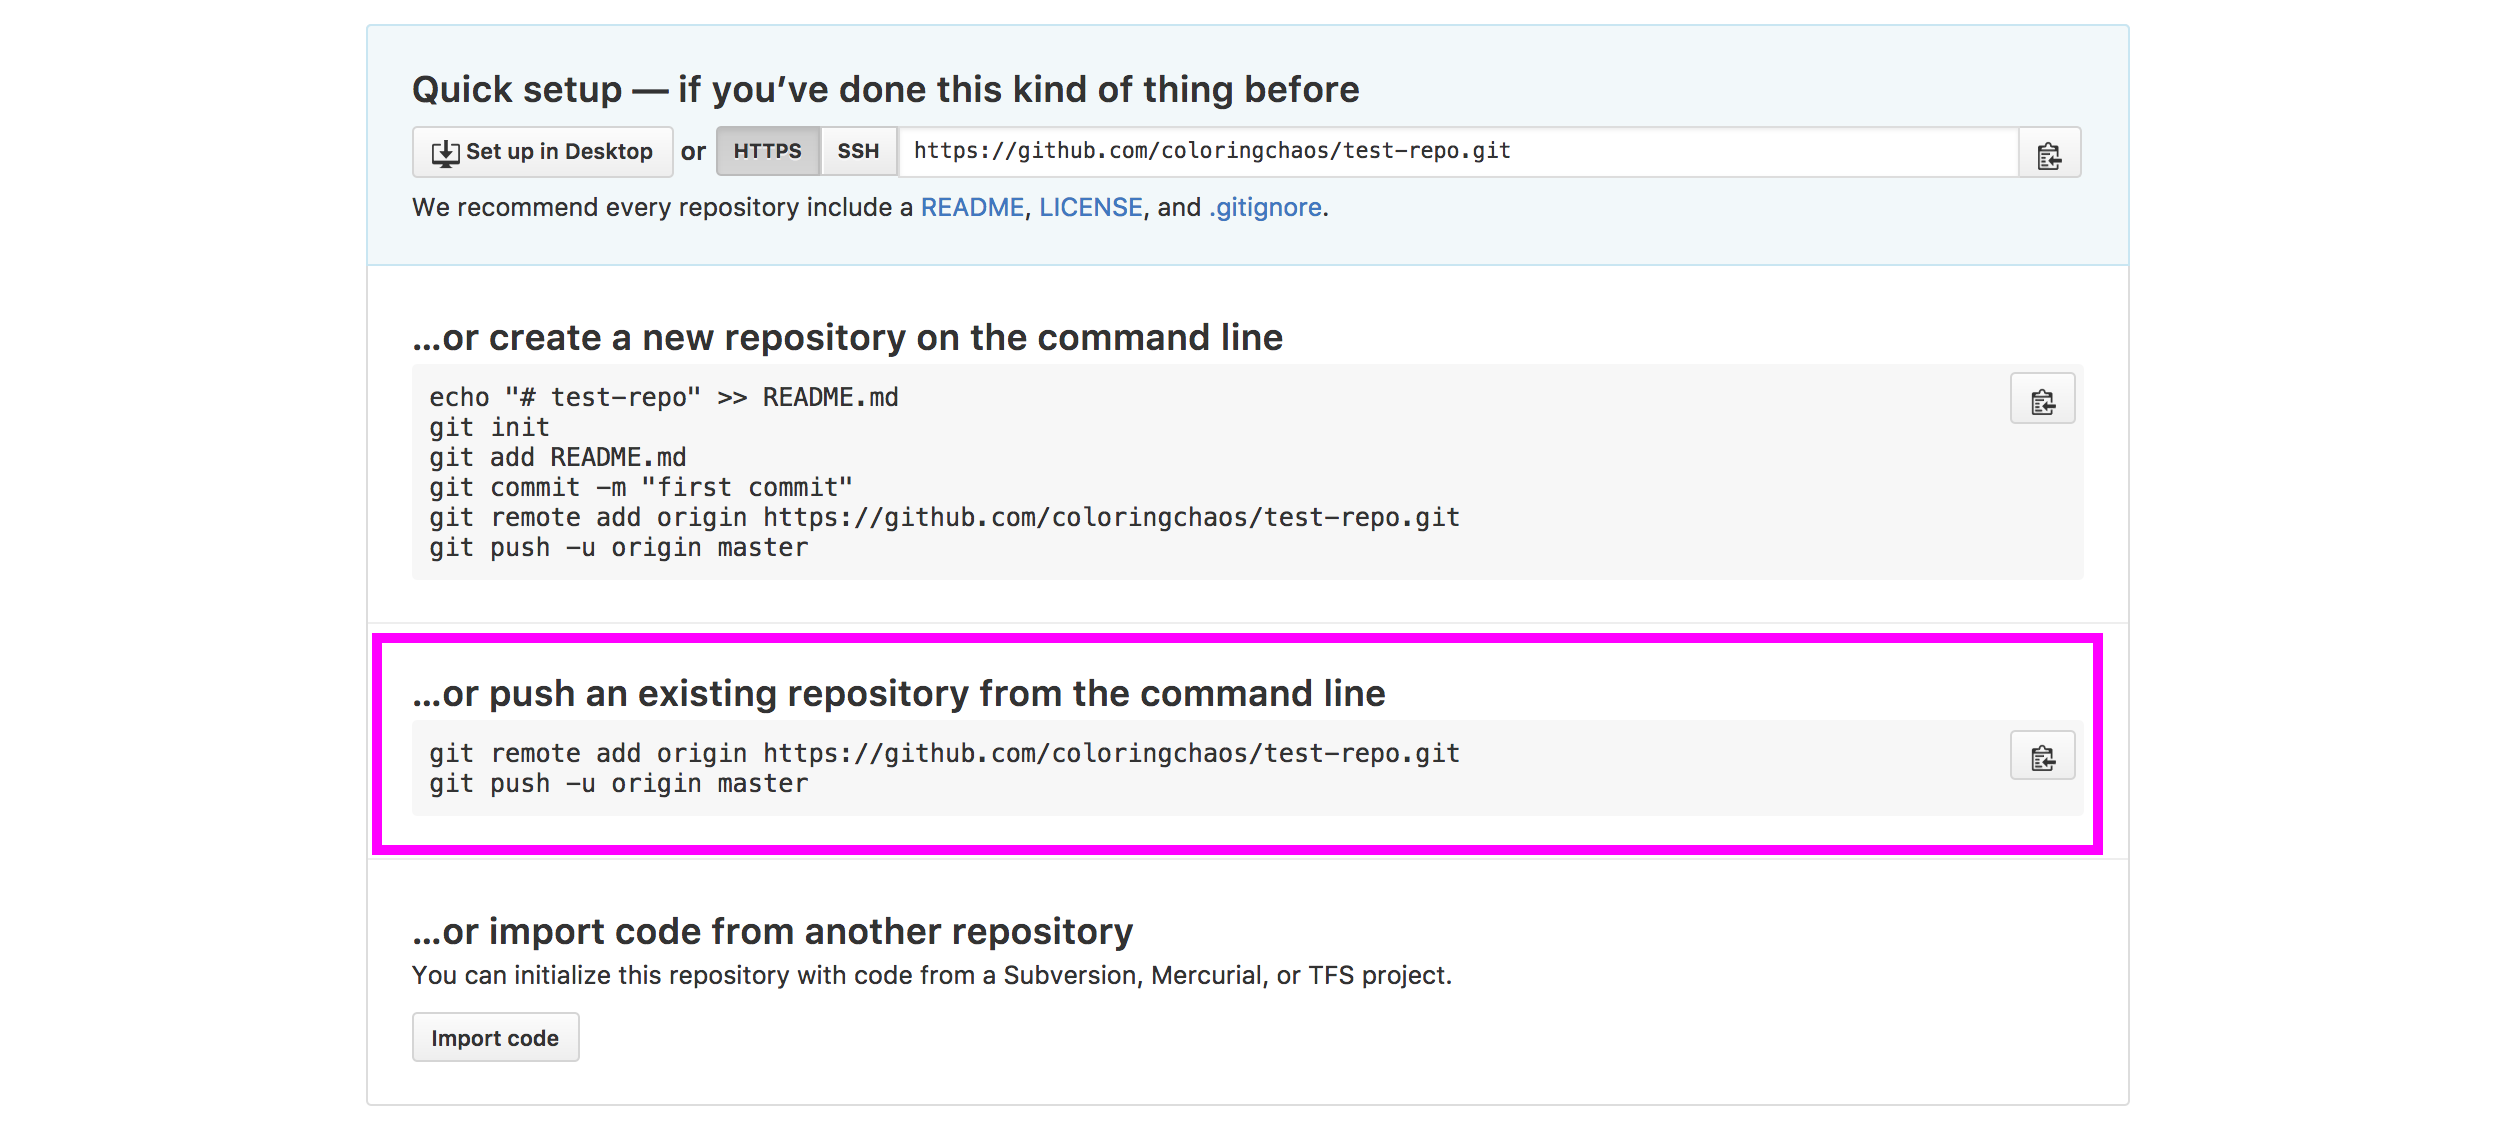 Quick setup — if you’ve done this kind of thing before
Set up in Desktop or HTTPS SSH https://github.com/coloringchaos/test-repo.git
We recommend every repository include a README, LICENSE, and .gitignore.
…or create a new repository on the command line
echo "# test-repo" >> README.md
git init
git add README.md
git commit -m "first commit"
git remote add origin https://github.com/coloringchaos/test-repo.git
git push -u origin master
…or push an existing repository from the command line
git remote add origin https://github.com/coloringchaos/test-repo.git
git push -u origin master
…or import code from another repository
You can initialize this repository with code from a Subversion, Mercurial, or TFS project.
Import code